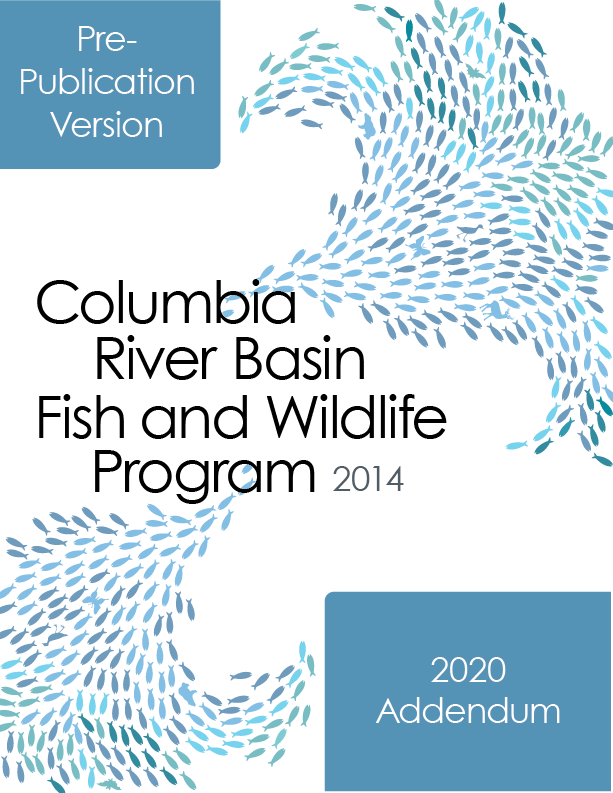 Pre-
Publication
Version
Columbia
River Basin
Fish and Wildlife
Program 2014
2020
Addendum